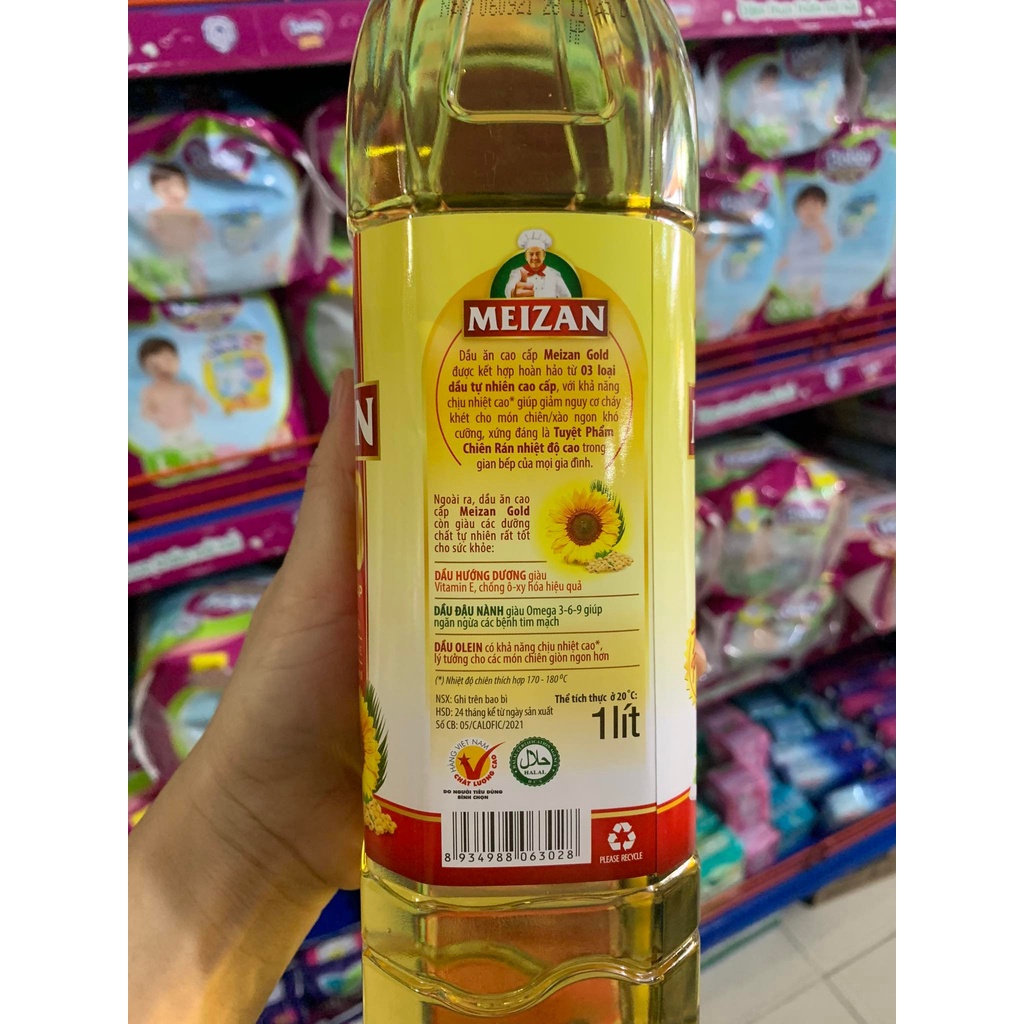 MEIZAN
Dầu ăn cao cấp Meizan Gold
được kết hợp hoàn hảo từ 03 loại
dầu tự nhiên cao cấp, với khả năng
chịu nhiệt cao* giúp giảm nguy cơ cháy
khét cho món chiên/xào ngon khó
cưỡng, xứng đáng là Tuyệt Phẩm
Chiên Rán nhiệt độ cao trong
gian bếp của mọi gia đình.
Ngoài ra, dầu ăn cao
cấp Meizan Gold
còn giàu các dưỡng
chất tự nhiên rất tốt
cho sức khỏe:
DẦU HƯỚNG DƯƠNG giàu
Vitamin E, chống ô-xy hóa hiệu quả
DẦU ĐẬU NÀNH giàu Omega 3-6-9 giúp
ngăn ngừa các bệnh tim mạch
DẦU OLEIN có khả năng chịu nhiệt cao*,
lý tưởng cho các món chiên giòn ngon hơn
(*) Nhiệt độ chiên thích hợp 170 - 180 ºC
NSX: Ghi trên bao bì
HSD: 24 tháng kể từ ngày sản xuất
Số CB: 05/CALOFIC/2021
Thể tích thực ở 20˚C:
1 lít
HÀNG VIỆT NAM
CHẤT LƯỢNG CAO
DO NGƯỜI TIÊU DÙNG
BÌNH CHỌN
حلال
HALAL
8 934988 063028
PLEASE RECYCLE